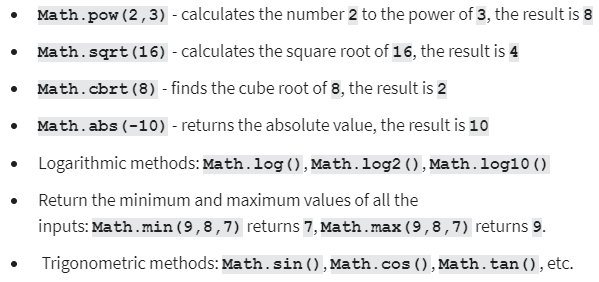 • Math.pow(2,3) - calculates the number 2 to the power of 3, the result is 8
• Math.sqrt(16) - calculates the square root of 16, the result is 4
• Math.cbrt(8) - finds the cube root of 8, the result is 2
• Math.abs(-10) - returns the absolute value, the result is 10
• Logarithmic methods: Math.log(), Math.log2(), Math.log10()
• Return the minimum and maximum values of all the
inputs: Math.min(9,8,7) returns 7, Math.max(9,8,7) returns 9.
• Trigonometric methods: Math.sin(), Math.cos(), Math.tan(), etc.